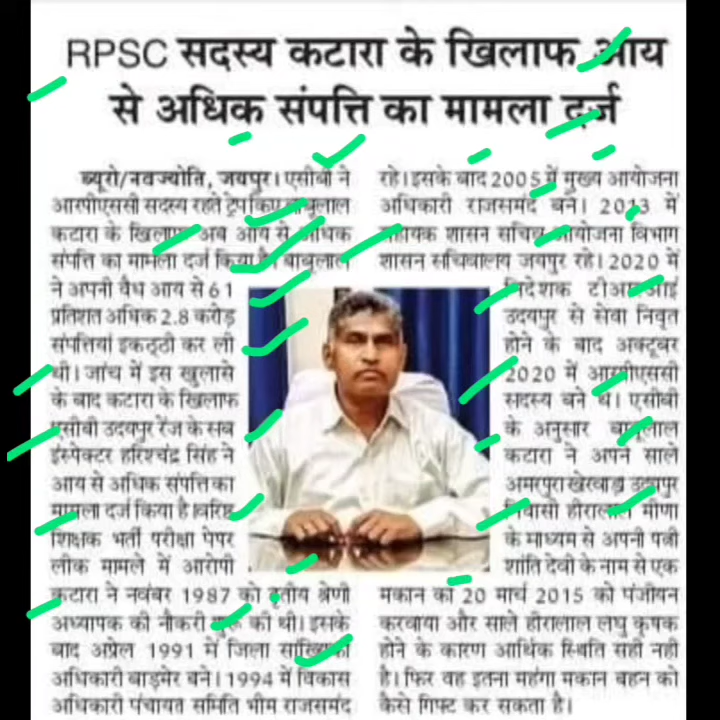 RPSC सदस्य कटारा के खिलाफ आय
से अधिक संपत्ति का मामला दर्ज
ब्यूरो/नवज्योति, जयपुर। एसीबी ने
आरपीएससी सदस्य रहते ट्रेप किए बाबूलाल
कटारा के खिलाफ अब आय से अधिक
संपत्ति का मामला दर्ज किया है। बाबूलाल
ने अपनी वैध आय से 61
प्रतिशत अधिक 2.8 करोड़
संपत्तियां इकठ्ठी कर ली
थी। जांच में इस खुलासे
के बाद कटारा के खिलाफ
एसीबी उदयपुर रेंज के सब
इंस्पेक्टर हरिश्चंद्र सिंह ने
आय से अधिक संपत्ति का
मामला दर्ज किया है। वरिष्ठ
शिक्षक भर्ती परीक्षा पेपर
लीक मामले में आरोपी
कटारा ने नवंबर 1987 को तृतीय श्रेणी
अध्यापक की नौकरी शुरू की थी। इसके
बाद अप्रेल 1991 में जिला सांख्यिकी
अधिकारी बाड़मेर बने। 1994 में विकास
अधिकारी पंचायत समिति भीम राजसमंद
रहे। इसके बाद 2005 में मुख्य आयोजना
अधिकारी राजसमंद बने। 2013 में
सहायक शासन सचिव आयोजना विभाग
शासन सचिवालय जयपुर रहे। 2020 में
निदेशक टीआरआई
उदयपुर से सेवा निवृत
होने के बाद अक्टूबर
2020 में आरपीएससी
सदस्य बने थे। एसीबी
के अनुसार बाबूलाल
कटारा ने अपने साले
अमरपुरा खेरवाड़ा उदयपुर
निवासी हीरालाल मीणा
के माध्यम से अपनी पत्नी
शांति देवी के नाम से एक
मकान का 20 मार्च 2015 को पंजीयन
करवाया और साले हीरालाल लघु कृषक
होने के कारण आर्थिक स्थिति सही नही
है। फिर वह इतना महंगा मकान बहन को
कैसे गिफ्ट कर सकता है।